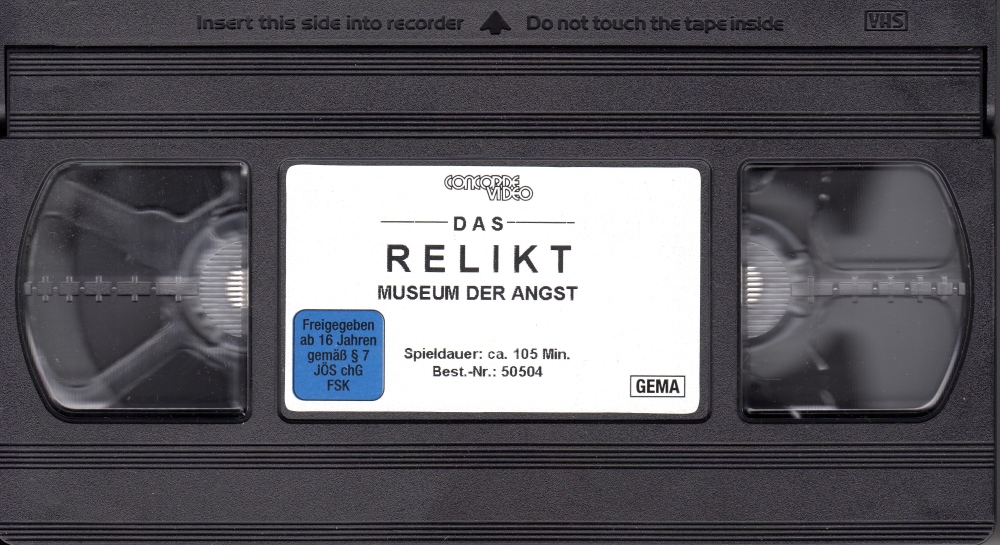 Insert this side into recorder Do not touch the tape inside VHS
CONCORDE
VIDEO
DAS
RELIKT
MUSEUM DER ANGST
Freigegeben
ab 16 Jahren
gemäß § 7
JÖS chG
FSK
Spieldauer: ca. 105 Min.
Best.-Nr.: 50504
GEMA